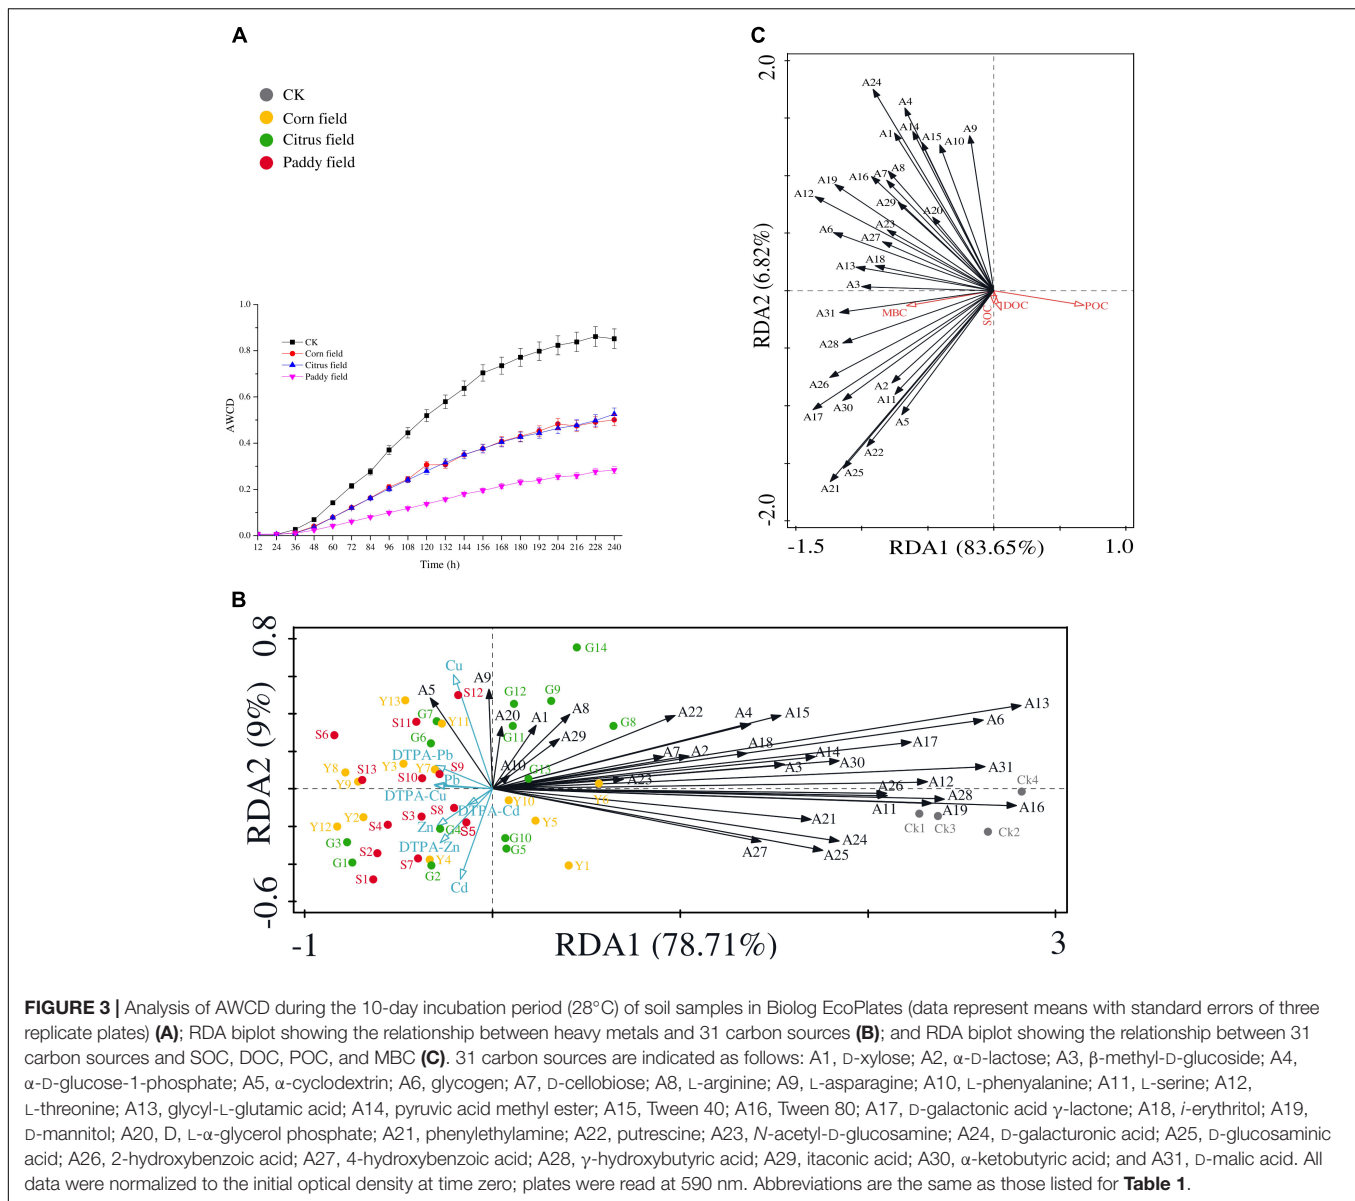 A
CK
Corn field
Citrus field
Paddy field
1.0
0.8
0.6
0.4
0.2
0.0
AWCD
CK
Corn field
Citrus field
Paddy field
12 24 36 48 60 72 84 96 108 120 132 144 156 168 180 192 204 216 228 240
Time (h)
C
2.0
-2.0
RDA2 (6.82%)
A24
A4
A14
A1
A15
A9
A10
A8
A7
A16
A19
A12
A29
A20
A23
A6
A27
A18
A13
A3
MBC
SOC
DOC
POC
A31
A28
A26
A2
A11
A30
A17
A5
A22
A25
A21
-1.5
RDA1 (83.65%)
1.0
B
0.8
-0.6
RDA2 (9%)
G14
Cu
A9
A5
S12
G12
G9
Y13
A20
A1
A8
A22
A4
A15
A13
A6
S11
G7
Y11
G11
G8
S6
G6
A29
A17
DTPA-Pb
A7
A2
A18
A14
Y3
Y7
S9
A10
G13
A3
A30
A31
Y8
S13
Y9
S10
Pb
A23
Y6
A12
Ck4
DTPA-Cu
A26
A28
S8
DTPA-Cd
Y10
A11
A19
A16
Y2
S3
Y5
A21
Ck1
Ck3
Ck2
Y12
S4
Zn
G4
S5
G3
DTPA-Zn
G10
G5
A24
A27
A25
S2
G1
S7
Y4
G2
Y1
S1
Cd
-1
RDA1 (78.71%)
3
FIGURE 3 | Analysis of AWCD during the 10-day incubation period (28°C) of soil samples in Biolog EcoPlates (data represent means with standard errors of three
replicate plates) (A); RDA biplot showing the relationship between heavy metals and 31 carbon sources (B); and RDA biplot showing the relationship between 31
carbon sources and SOC, DOC, POC, and MBC (C). 31 carbon sources are indicated as follows: A1, D-xylose; A2, α-D-lactose; A3, β-methyl-D-glucoside; A4,
α-D-glucose-1-phosphate; A5, α-cyclodextrin; A6, glycogen; A7, D-cellobiose; A8, L-arginine; A9, L-asparagine; A10, L-phenyalanine; A11, L-serine; A12,
L-threonine; A13, glycyl-L-glutamic acid; A14, pyruvic acid methyl ester; A15, Tween 40; A16, Tween 80; A17, D-galactonic acid γ-lactone; A18, i-erythritol; A19,
D-mannitol; A20, D, L-α-glycerol phosphate; A21, phenylethylamine; A22, putrescine; A23, N-acetyl-D-glucosamine; A24, D-galacturonic acid; A25, D-glucosaminic
acid; A26, 2-hydroxybenzoic acid; A27, 4-hydroxybenzoic acid; A28, γ-hydroxybutyric acid; A29, itaconic acid; A30, α-ketobutyric acid; and A31, D-malic acid. All
data were normalized to the initial optical density at time zero; plates were read at 590 nm. Abbreviations are the same as those listed for Table 1.